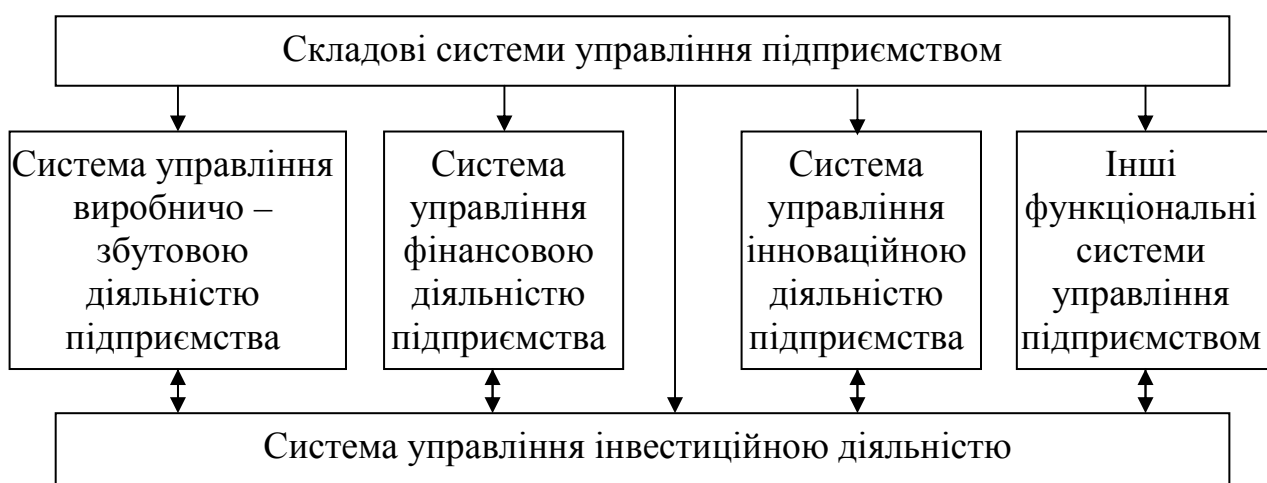 Складові системи управління підприємством
Система управління
виробничо –
збутовою
діяльністю
підприємства
Система
управління
фінансовою
діяльністю
підприємства
Система
управління
інноваційною
діяльністю
підприємства
Інші
функціональні
системи
управління
підприємством
Система управління інвестиційною діяльністю